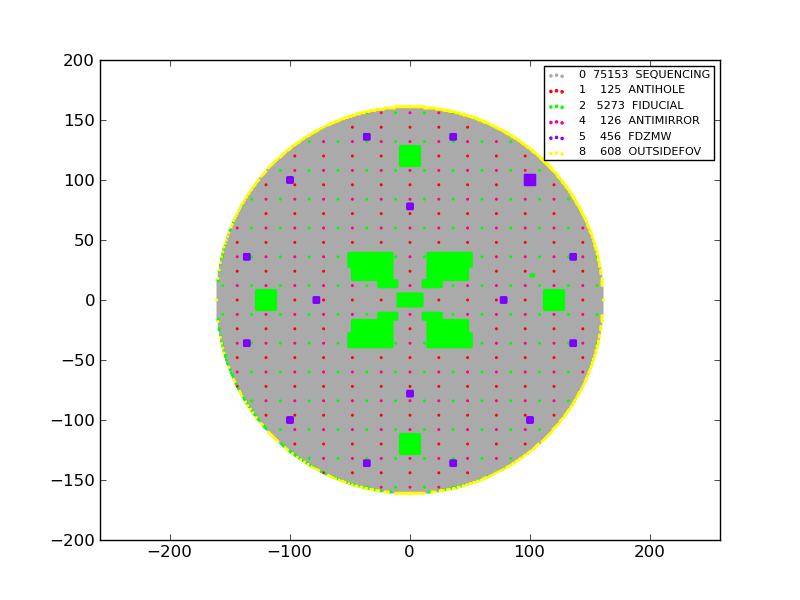 200
150
100
50
0
−50
−100
−150
−200
−200 −100 0 100 200
0 75153 SEQUENCING
1 125 ANTIHOLE
2 5273 FIDUCIAL
4 126 ANTIMIRROR
5 456 FDZMW
8 608 OUTSIDEFOV